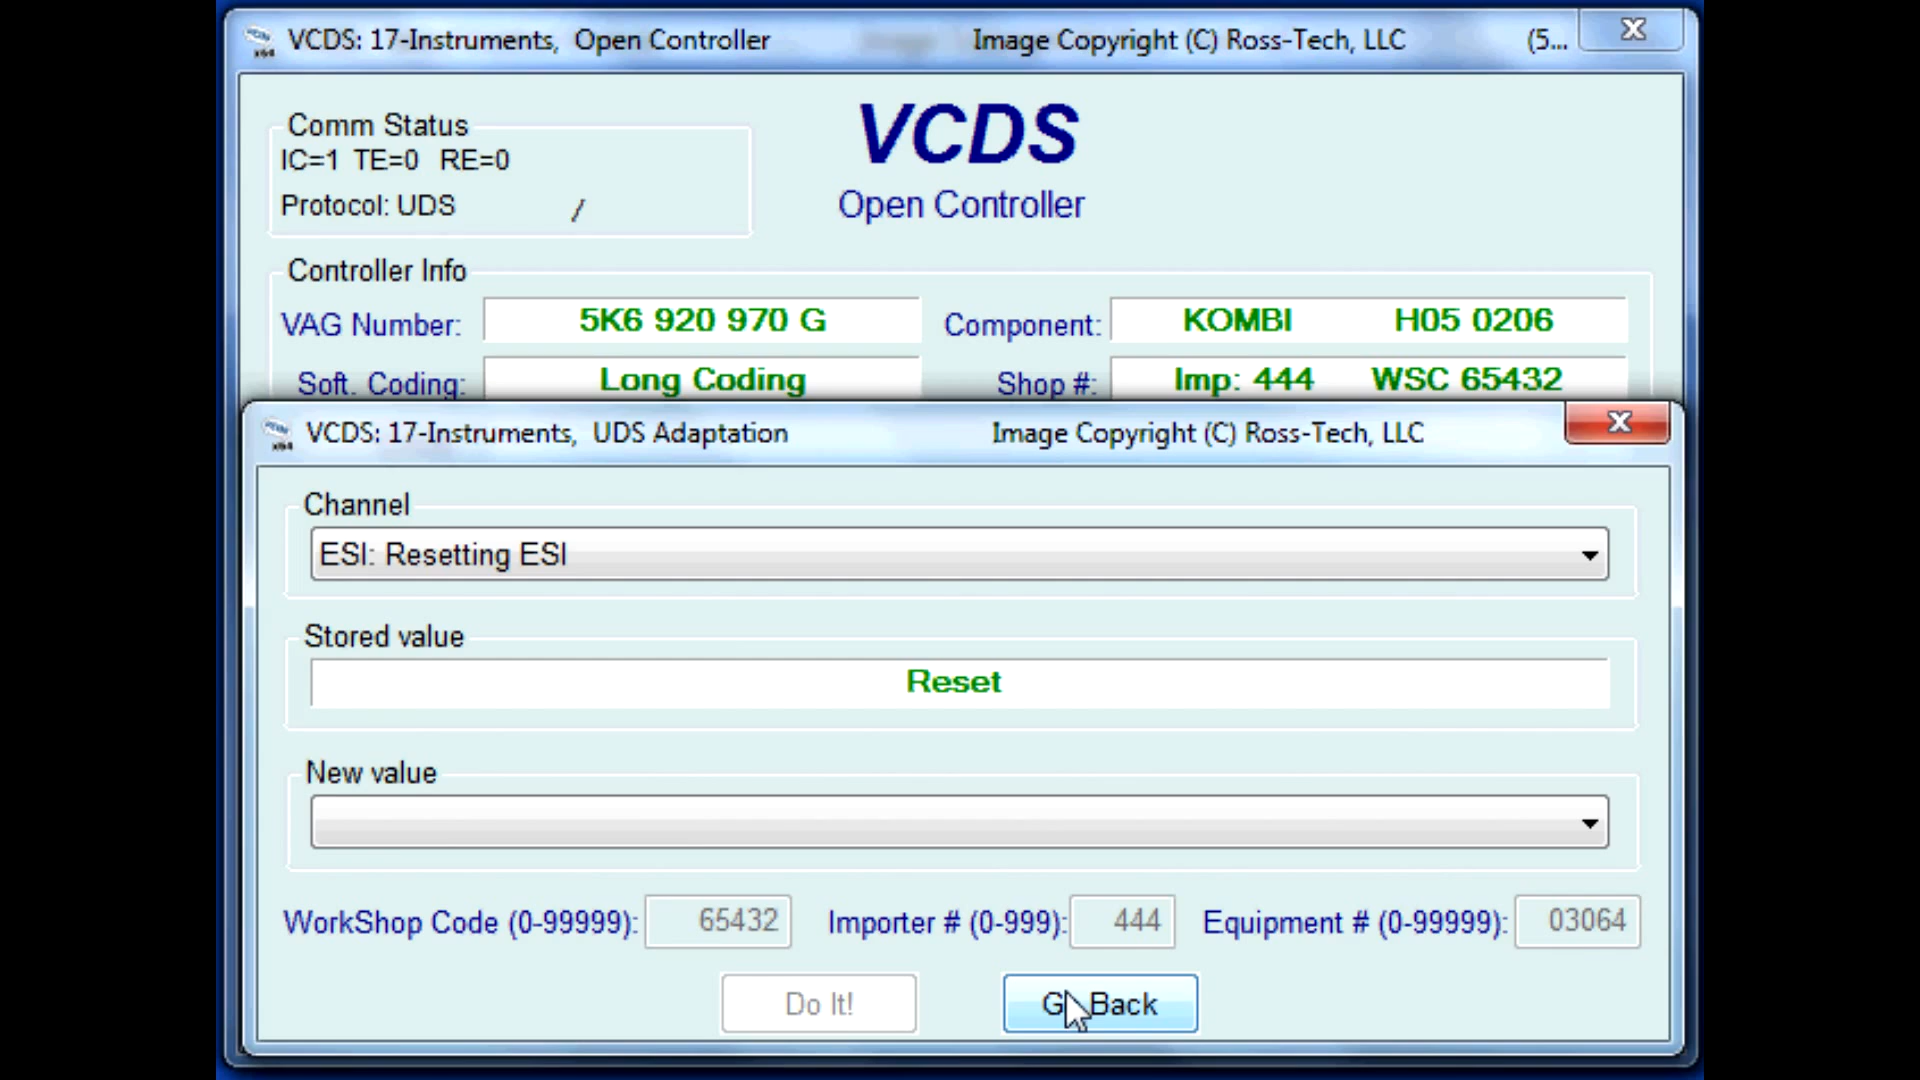 VCDS: 17-Instruments, Open Controller Image Copyright (C) Ross-Tech, LLC (5...
Comm Status
IC=1 TE=0 RE=0
Protocol: UDS /
VCDS
Open Controller
Controller Info
VAG Number: 5K6 920 970 G Component: KOMBI H05 0206
Soft. Coding: Long Coding Shop #: Imp: 444 WSC 65432
VCDS: 17-Instruments, UDS Adaptation Image Copyright (C) Ross-Tech, LLC
Channel
ESI: Resetting ESI
Stored value
Reset
New value
WorkShop Code (0-99999): 65432 Importer # (0-999): 444 Equipment # (0-99999): 03064
Do It! Go Back